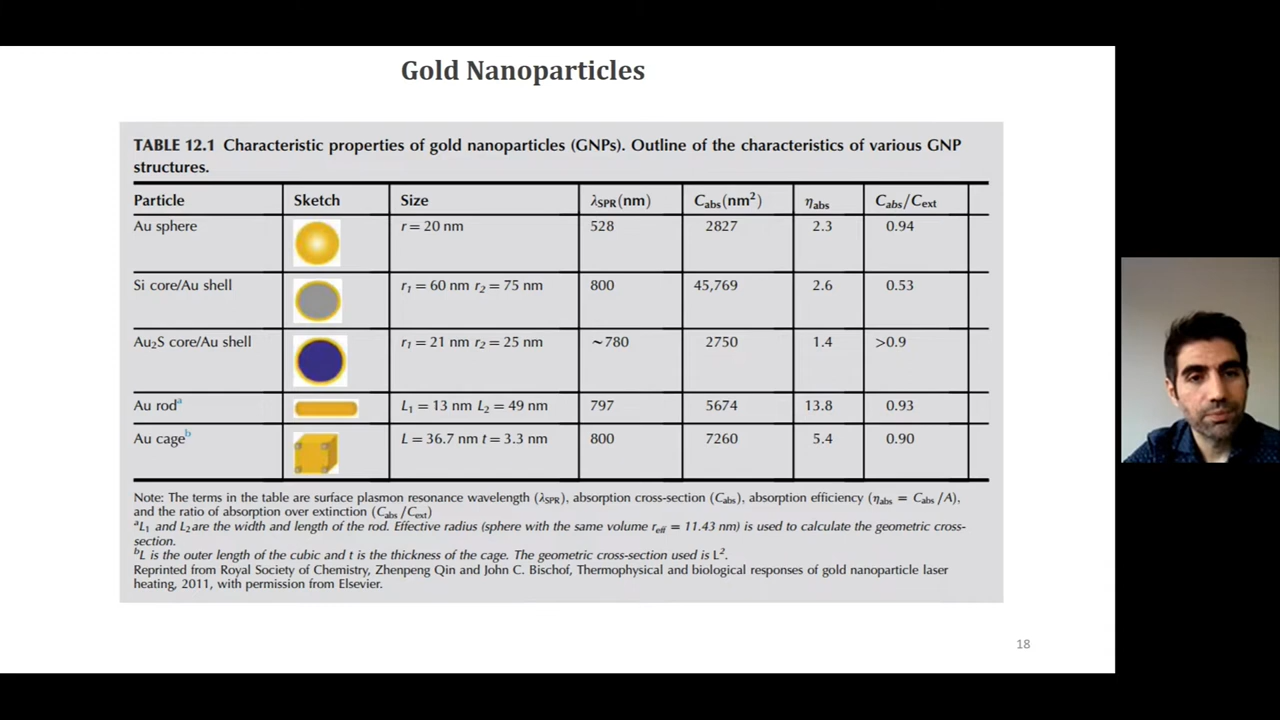 Gold Nanoparticles
TABLE 12.1 Characteristic properties of gold nanoparticles (GNPs). Outline of the characteristics of various GNP
structures.
Particle Sketch Size λSPR(nm) Cabs(nm²) ηabs Cabs/Cext
Au sphere r = 20 nm 528 2827 2.3 0.94
Si core/Au shell r₁ = 60 nm r₂ = 75 nm 800 45,769 2.6 0.53
Au₂S core/Au shell r₁ = 21 nm r₂ = 25 nm ~780 2750 1.4 >0.9
Au rodᵃ L₁ = 13 nm L₂ = 49 nm 797 5674 13.8 0.93
Au cageᵇ L = 36.7 nm t = 3.3 nm 800 7260 5.4 0.90
Note: The terms in the table are surface plasmon resonance wavelength (λSPR), absorption cross-section (Cabs), absorption efficiency (ηabs = Cabs/A),
and the ratio of absorption over extinction (Cabs/Cext)
ᵃL₁ and L₂ are the width and length of the rod. Effective radius (sphere with the same volume reff = 11.43 nm) is used to calculate the geometric cross-
section.
ᵇL is the outer length of the cubic and t is the thickness of the cage. The geometric cross-section used is L².
Reprinted from Royal Society of Chemistry, Zhenpeng Qin and John C. Bischof, Thermophysical and biological responses of gold nanoparticle laser
heating, 2011, with permission from Elsevier.
18